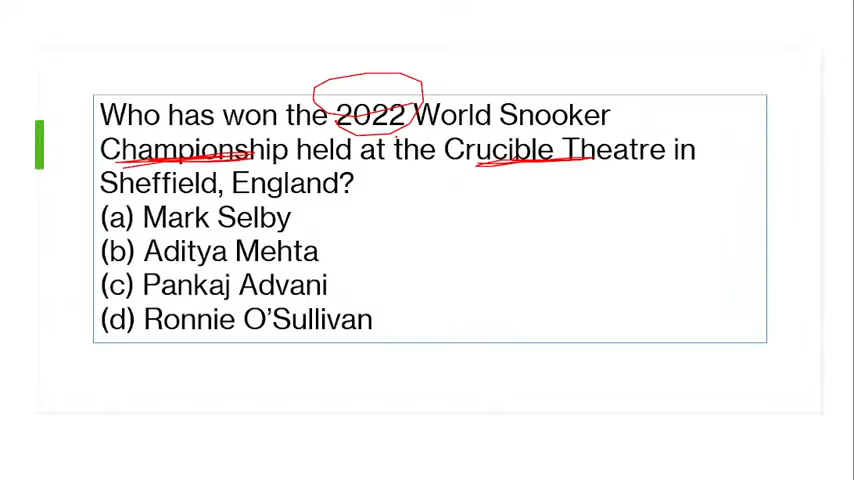 Who has won the 2022 World Snooker
Championship held at the Crucible Theatre in
Sheffield, England?
(a) Mark Selby
(b) Aditya Mehta
(c) Pankaj Advani
(d) Ronnie O’Sullivan